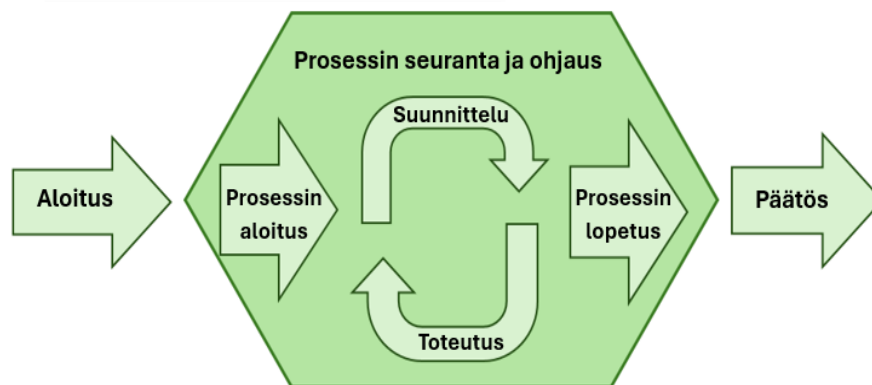 Prosessin seuranta ja ohjaus
Suunnittelu
Aloitus
Prosessin
aloitus
Prosessin
lopetus
Päätös
Toteutus